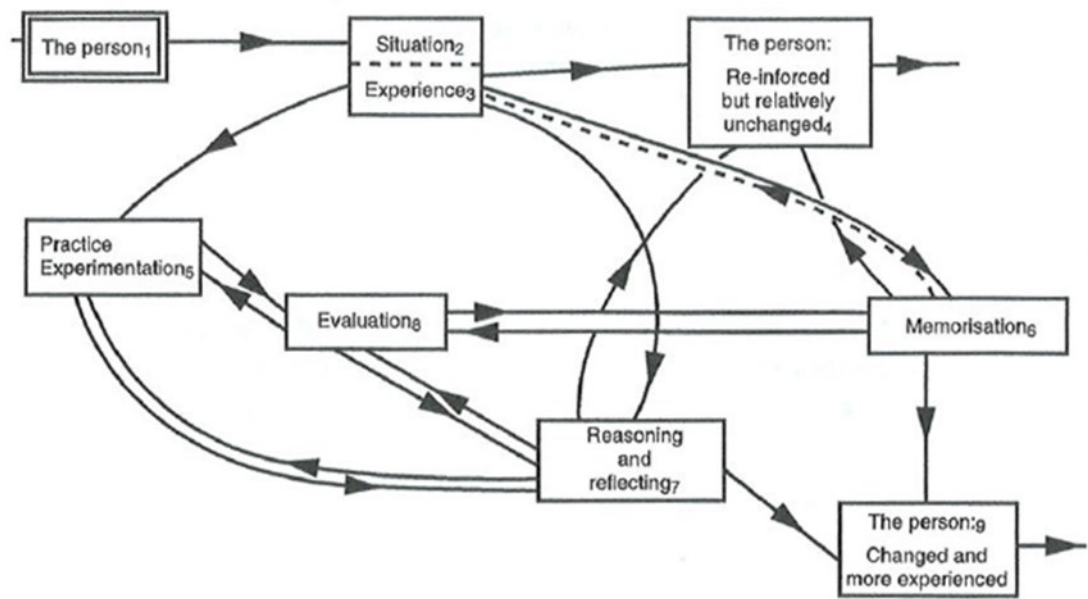 The person1
Situation2
Experience3
The person:
Re-inforced
but relatively
unchanged4
Practice
Experimentation5
Evaluation8
Memorisation6
Reasoning
and
reflecting7
The person:9
Changed and
more experienced